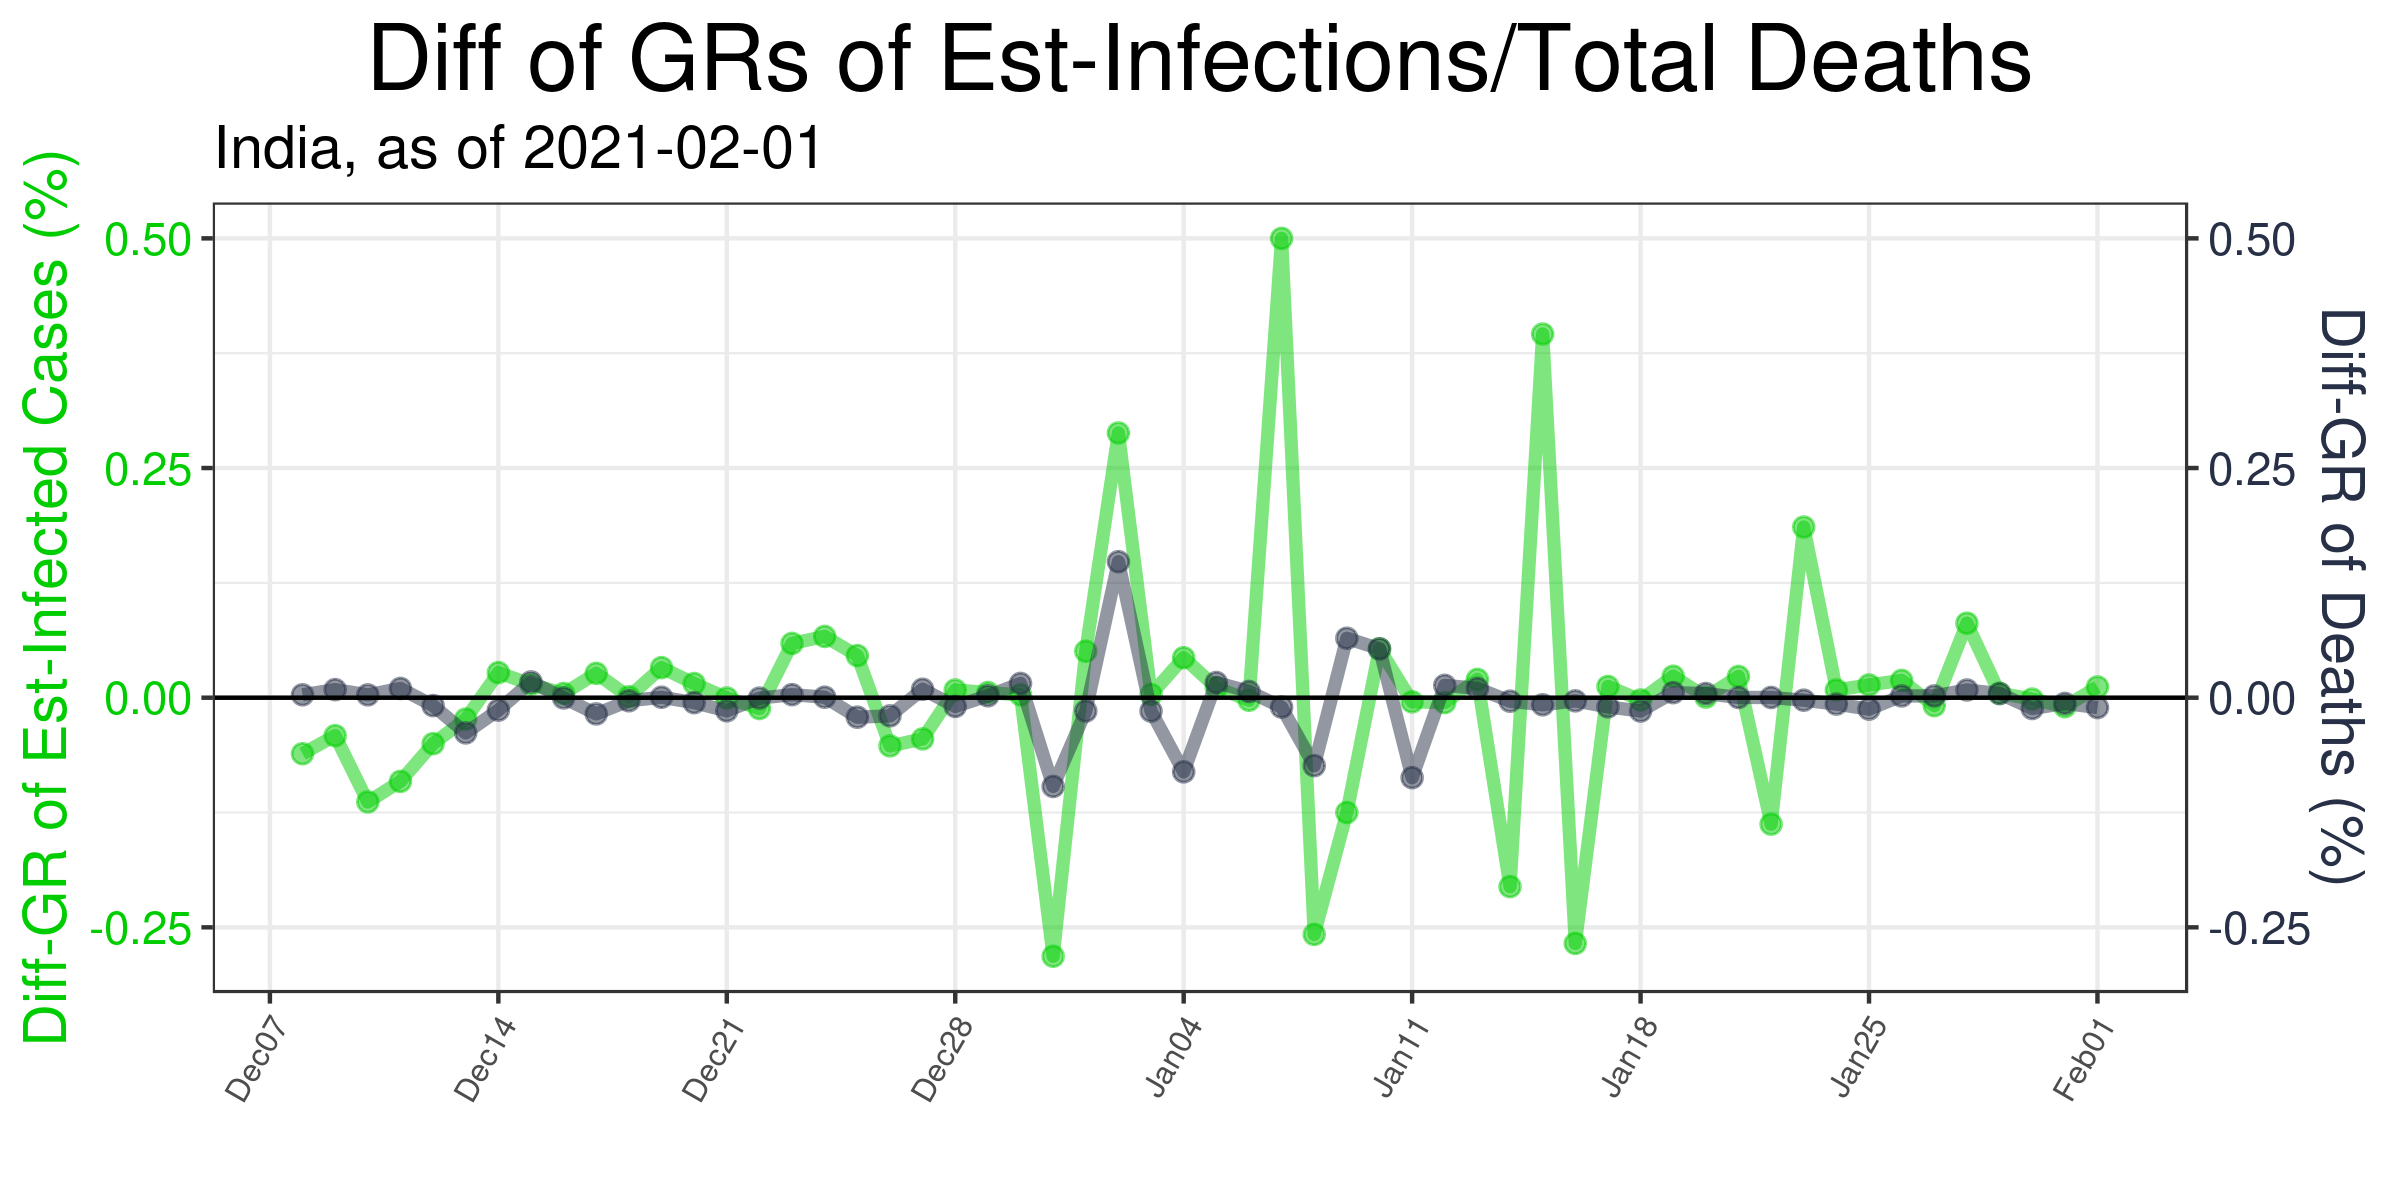 Diff of GRs of Est-Infections/Total Deaths
India, as of 2021-02-01
Diff-GR of Est-Infected Cases (%)
0.50
0.25
0.00
-0.25
0.50
0.25
0.00
-0.25
Diff-GR of Deaths (%)
Dec07
Dec14
Dec21
Dec28
Jan04
Jan11
Jan18
Jan25
Feb01